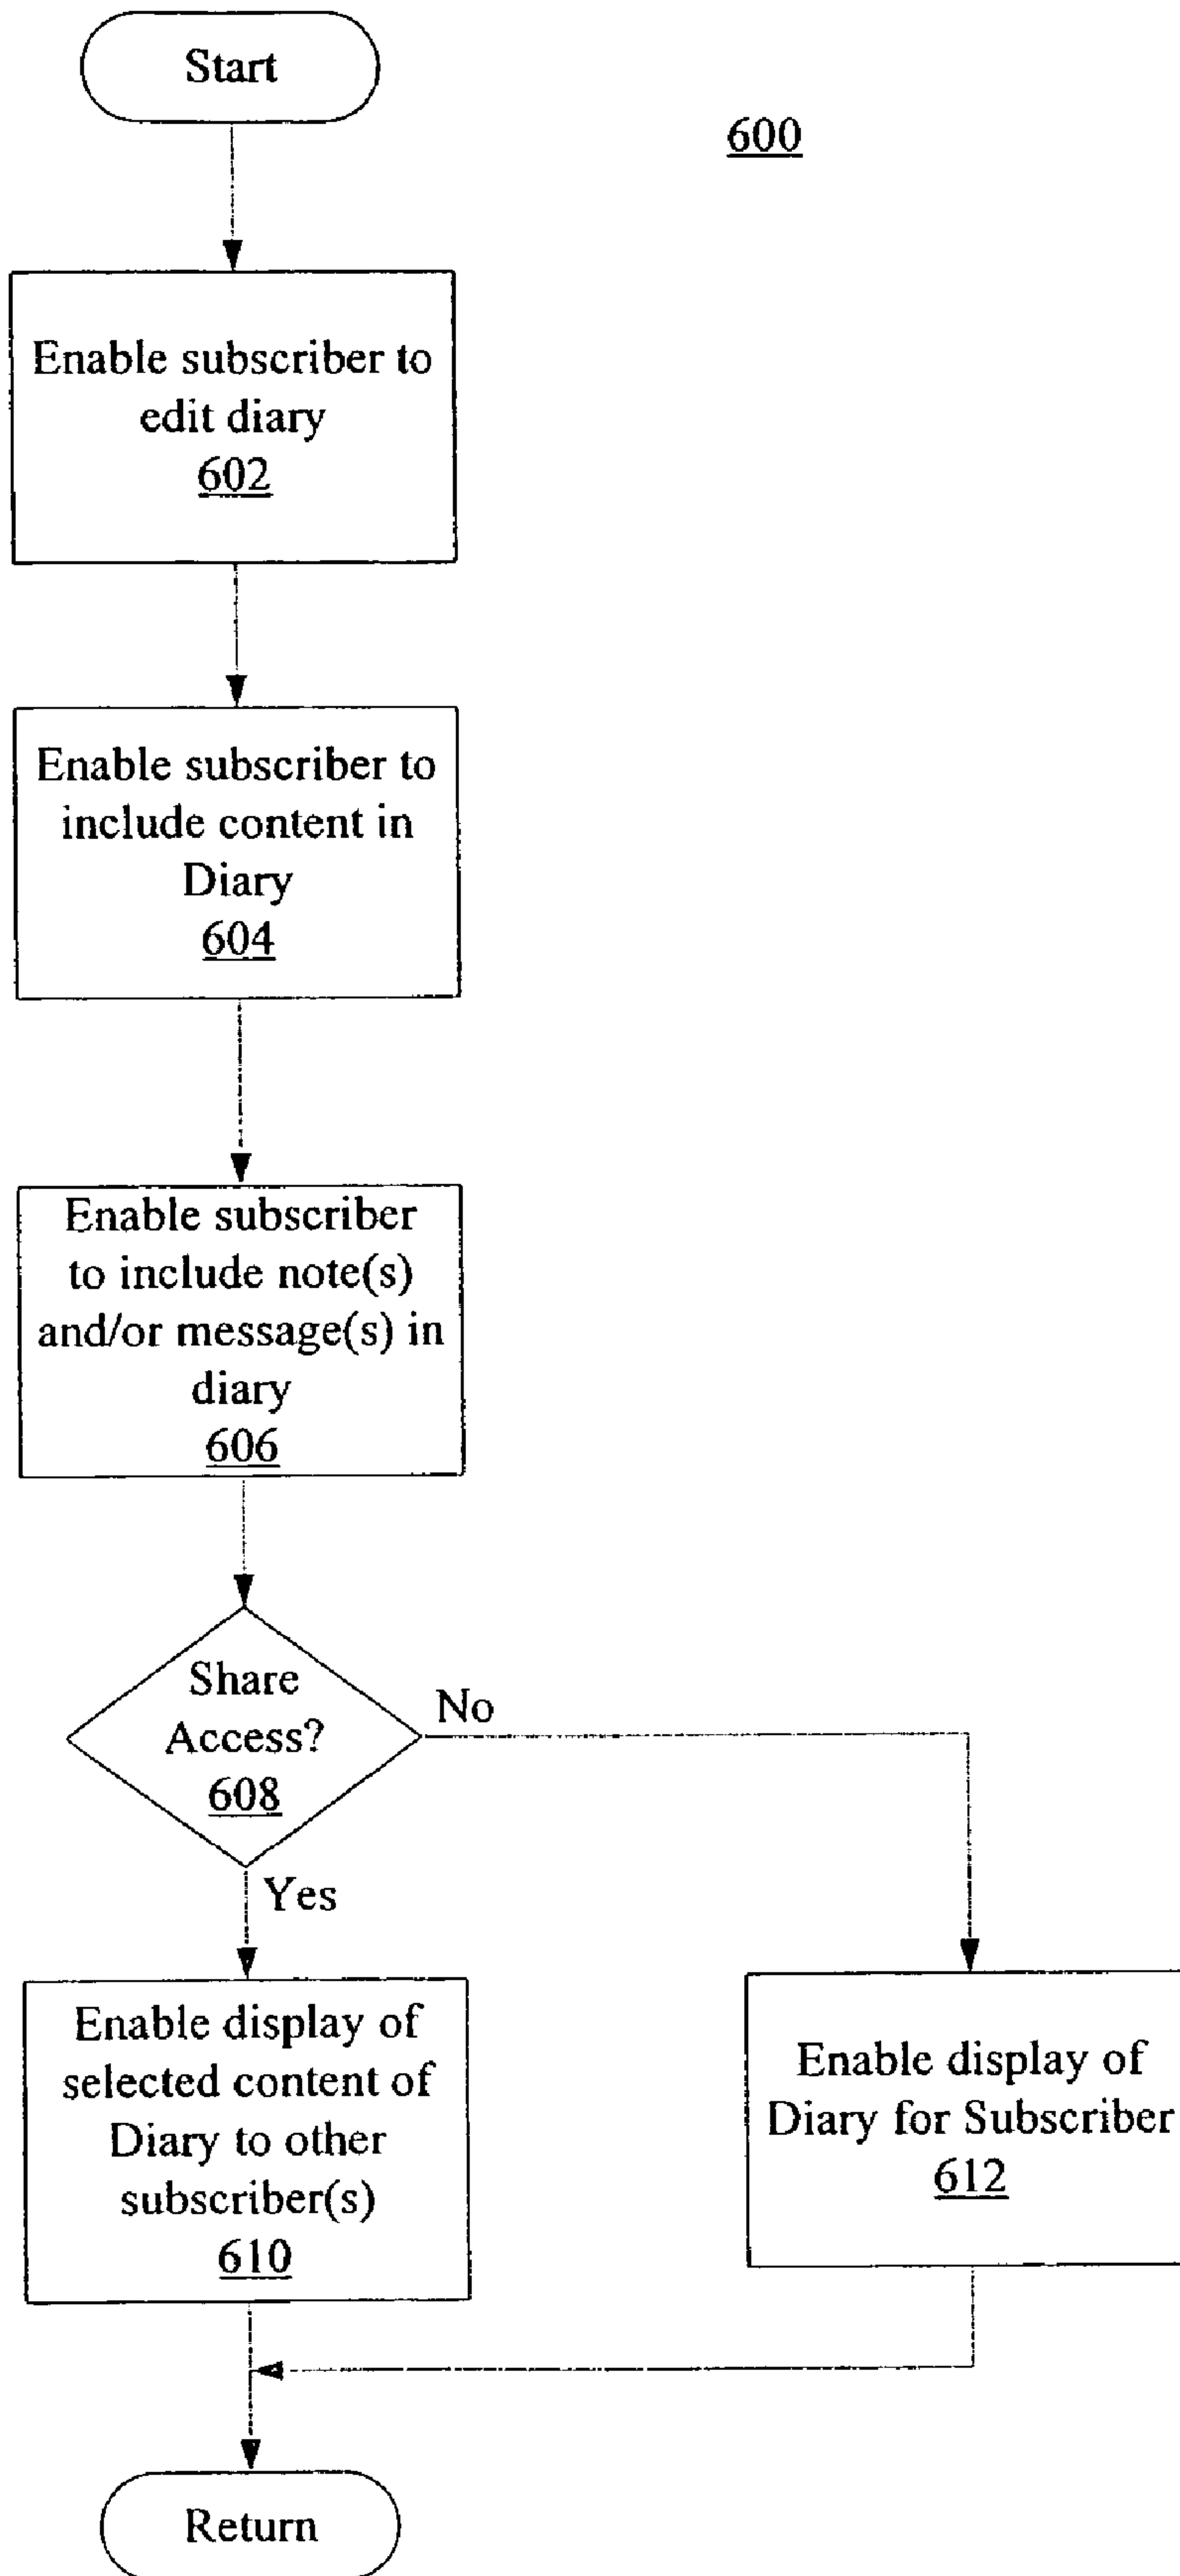 Start
600
Enable subscriber to
edit diary
602
Enable subscriber to
include content in
Diary
604
Enable subscriber
to include note(s)
and/or message(s) in
diary
606
Share
Access?
608
No
Yes
Enable display of
selected content of
Diary to other
subscriber(s)
610
Enable display of
Diary for Subscriber
612
Return